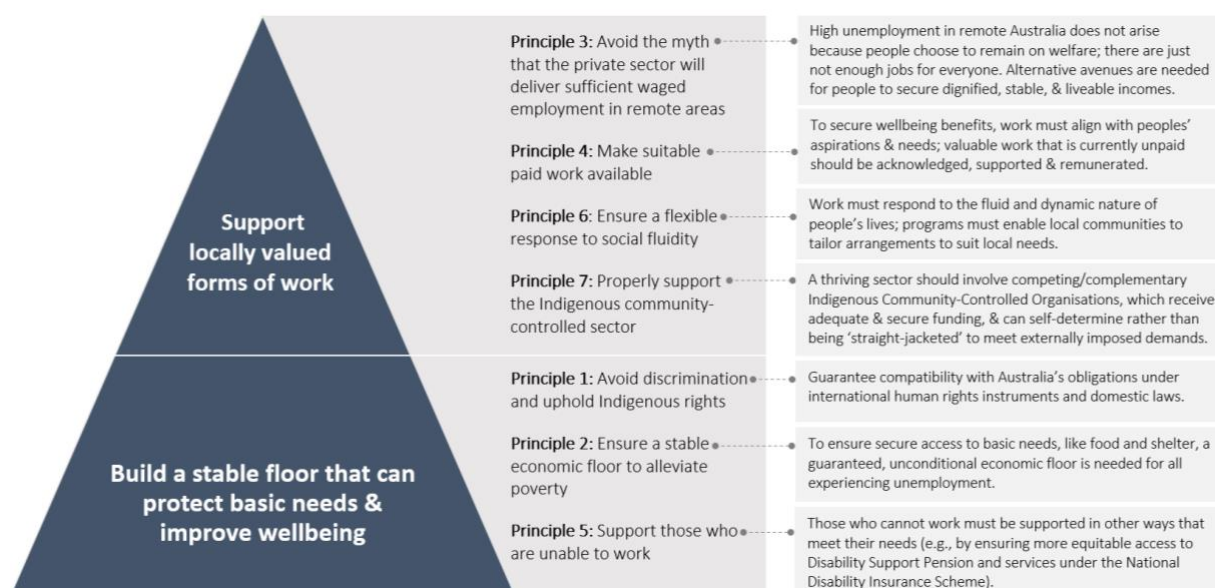 Support
locally valued
forms of work
Build a stable floor that can
protect basic needs &
improve wellbeing
Principle 3: Avoid the myth
that the private sector will
deliver sufficient waged
employment in remote areas
High unemployment in remote Australia does not arise
because people choose to remain on welfare; there are just
not enough jobs for everyone. Alternative avenues are needed
for people to secure dignified, stable, & liveable incomes.
Principle 4: Make suitable
paid work available
To secure wellbeing benefits, work must align with peoples'
aspirations & needs; valuable work that is currently unpaid
should be acknowledged, supported & remunerated.
Principle 6: Ensure a flexible
response to social fluidity
Work must respond to the fluid and dynamic nature of
people's lives; programs must enable local communities to
tailor arrangements to suit local needs.
Principle 7: Properly support
the Indigenous community-
controlled sector
A thriving sector should involve competing/complementary
Indigenous Community-Controlled Organisations, which receive
adequate & secure funding, & can self-determine rather than
being 'straight-jacketed' to meet externally imposed demands.
Principle 1: Avoid discrimination
and uphold Indigenous rights
Guarantee compatibility with Australia's obligations under
international human rights instruments and domestic laws.
Principle 2: Ensure a stable
economic floor to alleviate
poverty
To ensure secure access to basic needs, like food and shelter, a
guaranteed, unconditional economic floor is needed for all
experiencing unemployment.
Principle 5: Support those who
are unable to work
Those who cannot work must be supported in other ways that
meet their needs (e.g., by ensuring more equitable access to
Disability Support Pension and services under the National
Disability Insurance Scheme).